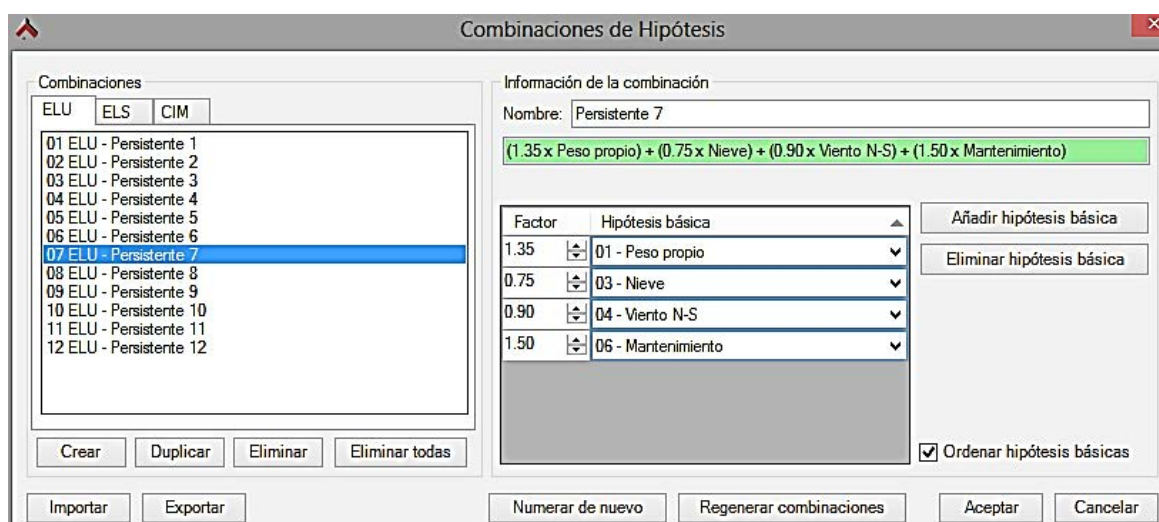 Combinaciones de Hipótesis
Combinaciones
ELU ELS CIM
01 ELU - Persistente 1
02 ELU - Persistente 2
03 ELU - Persistente 3
04 ELU - Persistente 4
05 ELU - Persistente 5
06 ELU - Persistente 6
07 ELU - Persistente 7
08 ELU - Persistente 8
09 ELU - Persistente 9
10 ELU - Persistente 10
11 ELU - Persistente 11
12 ELU - Persistente 12
Crear Duplicar Eliminar Eliminar todas
Información de la combinación
Nombre: Persistente 7
(1.35 x Peso propio) + (0.75 x Nieve) + (0.90 x Viento N-S) + (1.50 x Mantenimiento)
Factor Hipótesis básica
1.35 01 - Peso propio
0.75 03 - Nieve
0.90 04 - Viento N-S
1.50 06 - Mantenimiento
Añadir hipótesis básica
Eliminar hipótesis básica
Ordenar hipótesis básicas
Importar Exportar Numerar de nuevo Regenerar combinaciones Aceptar Cancelar